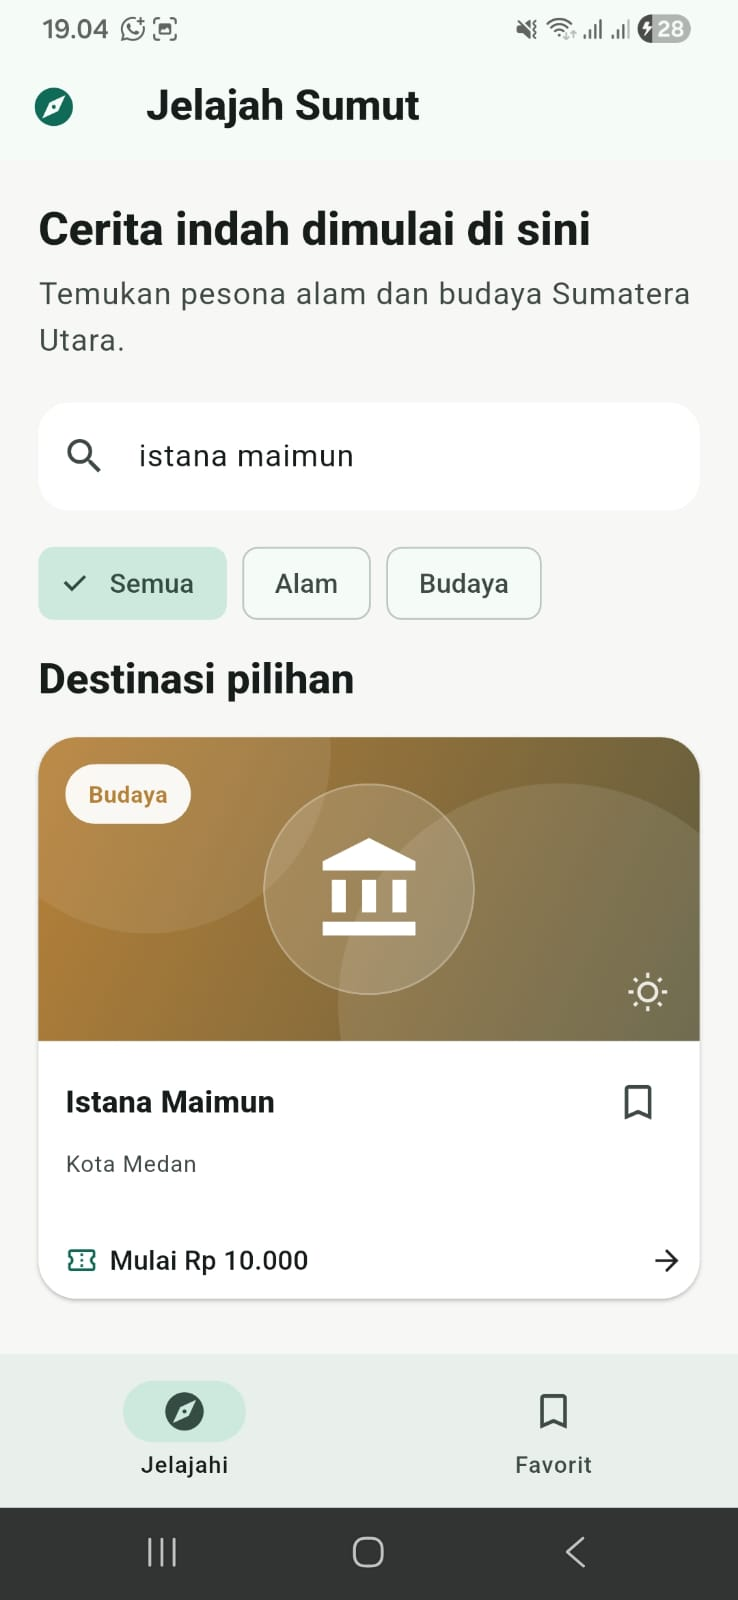 19.04
28
Jelajah Sumut
Cerita indah dimulai di sini
Temukan pesona alam dan budaya Sumatera
Utara.
istana maimun
Semua
Alam
Budaya
Destinasi pilihan
Budaya
Istana Maimun
Kota Medan
Mulai Rp 10.000
Jelajahi
Favorit